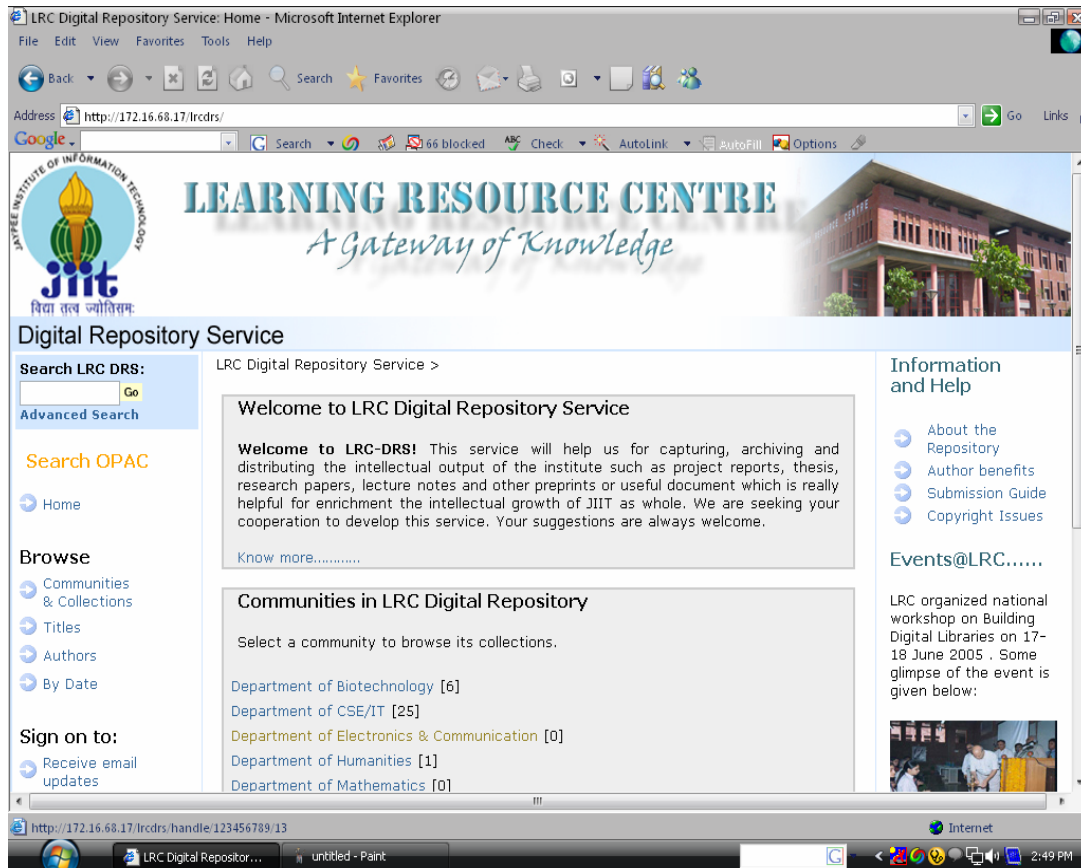 LRC Digital Repository Service: Home - Microsoft Internet Explorer
File Edit View Favorites Tools Help
Back Search Favorites
Address http://172.16.68.17/lrcdrs/ Go Links
Google Search 66 blocked ABC Check AutoLink AutoFill Options
JAYPEE INSTITUTE OF INFORMATION TECHNOLOGY
jiit
विद्या तत्व ज्योतिसमः
LEARNING RESOURCE CENTRE
A Gateway of Knowledge
Digital Repository Service
Search LRC DRS:
Go
Advanced Search
Search OPAC
Home
Browse
Communities
& Collections
Titles
Authors
By Date
Sign on to:
Receive email
updates
LRC Digital Repository Service >
Welcome to LRC Digital Repository Service
Welcome to LRC-DRS! This service will help us for capturing, archiving and
distributing the intellectual output of the institute such as project reports, thesis,
research papers, lecture notes and other preprints or useful document which is really
helpful for enrichment the intellectual growth of JIIT as whole. We are seeking your
cooperation to develop this service. Your suggestions are always welcome.
Know more............
Communities in LRC Digital Repository
Select a community to browse its collections.
Department of Biotechnology [6]
Department of CSE/IT [25]
Department of Electronics & Communication [0]
Department of Humanities [1]
Department of Mathematics [0]
Information
and Help
About the
Repository
Author benefits
Submission Guide
Copyright Issues
Events@LRC......
LRC organized national
workshop on Building
Digital Libraries on 17-
18 June 2005 . Some
glimpse of the event is
given below:
http://172.16.68.17/lrcdrs/handle/123456789/13 Internet
LRC Digital Repositor... untitled - Paint 2:49 PM